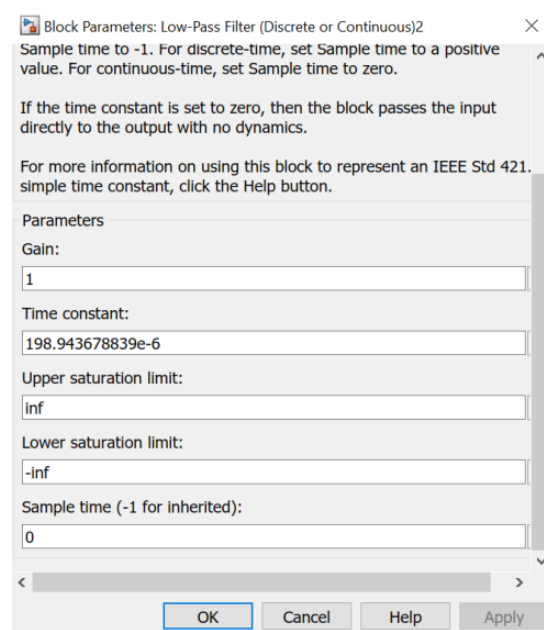 Block Parameters: Low-Pass Filter (Discrete or Continuous)2
Sample time to -1. For discrete-time, set Sample time to a positive
value. For continuous-time, set Sample time to zero.
If the time constant is set to zero, then the block passes the input
directly to the output with no dynamics.
For more information on using this block to represent an IEEE Std 421.
simple time constant, click the Help button.
Parameters
Gain:
1
Time constant:
198.943678839e-6
Upper saturation limit:
inf
Lower saturation limit:
-inf
Sample time (-1 for inherited):
0
OK Cancel Help Apply